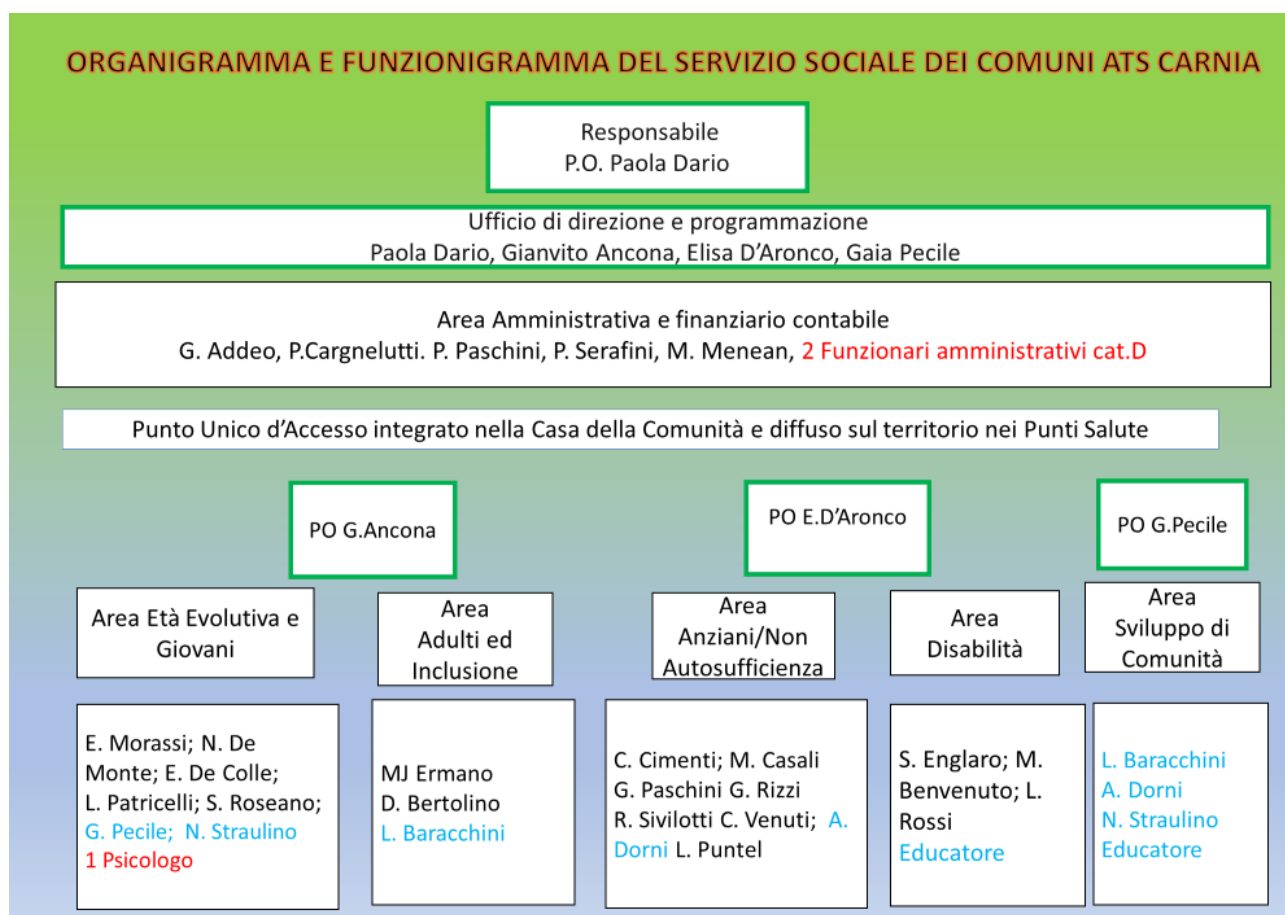 ORGANIGRAMMA E FUNZIONIGRAMMA DEL SERVIZIO SOCIALE DEI COMUNI ATS CARNIA
Responsabile
P.O. Paola Dario
Ufficio di direzione e programmazione
Paola Dario, Gianvito Ancona, Elisa D’Aronco, Gaia Pecile
Area Amministrativa e finanziario contabile
G. Addeo, P.Cargnelutti. P. Paschini, P. Serafini, M. Menean, 2 Funzionari amministrativi cat.D
Punto Unico d’Accesso integrato nella Casa della Comunità e diffuso sul territorio nei Punti Salute
PO G.Ancona
PO E.D’Aronco
PO G.Pecile
Area Età Evolutiva e
Giovani
Area
Adulti ed
Inclusione
Area
Anziani/Non
Autosufficienza
Area
Disabilità
Area
Sviluppo di
Comunità
E. Morassi; N. De
Monte; E. De Colle;
L. Patricelli; S. Roseano;
G. Pecile; N. Straulino
1 Psicologo
MJ Ermano
D. Bertolino
L. Baracchini
C. Cimenti; M. Casali
G. Paschini G. Rizzi
R. Sivilotti C. Venuti; A.
Dorni L. Puntel
S. Englaro; M.
Benvenuto; L.
Rossi
Educatore
L. Baracchini
A. Dorni
N. Straulino
Educatore